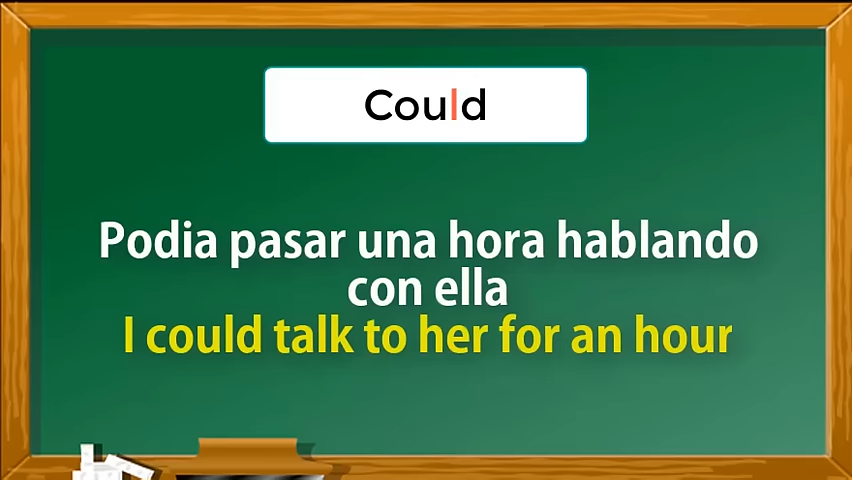 Could
Podia pasar una hora hablando
con ella
I could talk to her for an hour